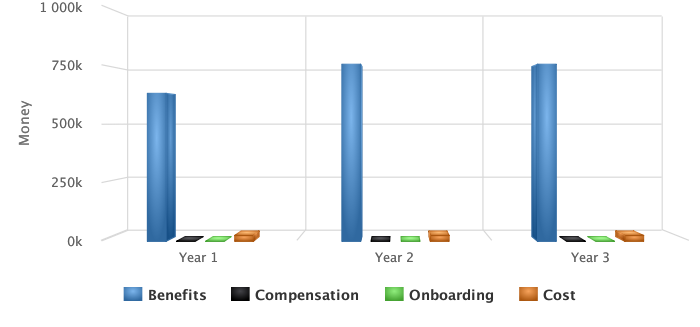 1 000k
750k
500k
250k
0k
Money
Year 1 Year 2 Year 3
Benefits Compensation Onboarding Cost